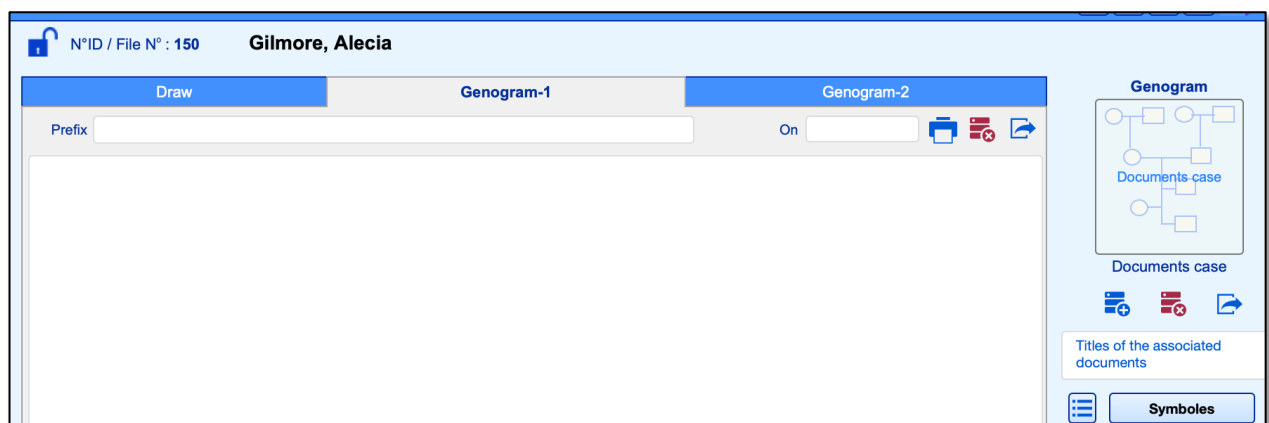 N°ID / File N° : 150 Gilmore, Alecia
Draw Genogram-1 Genogram-2
Prefix On
Genogram
Documents case
Documents case
Titles of the associated
documents
Symboles